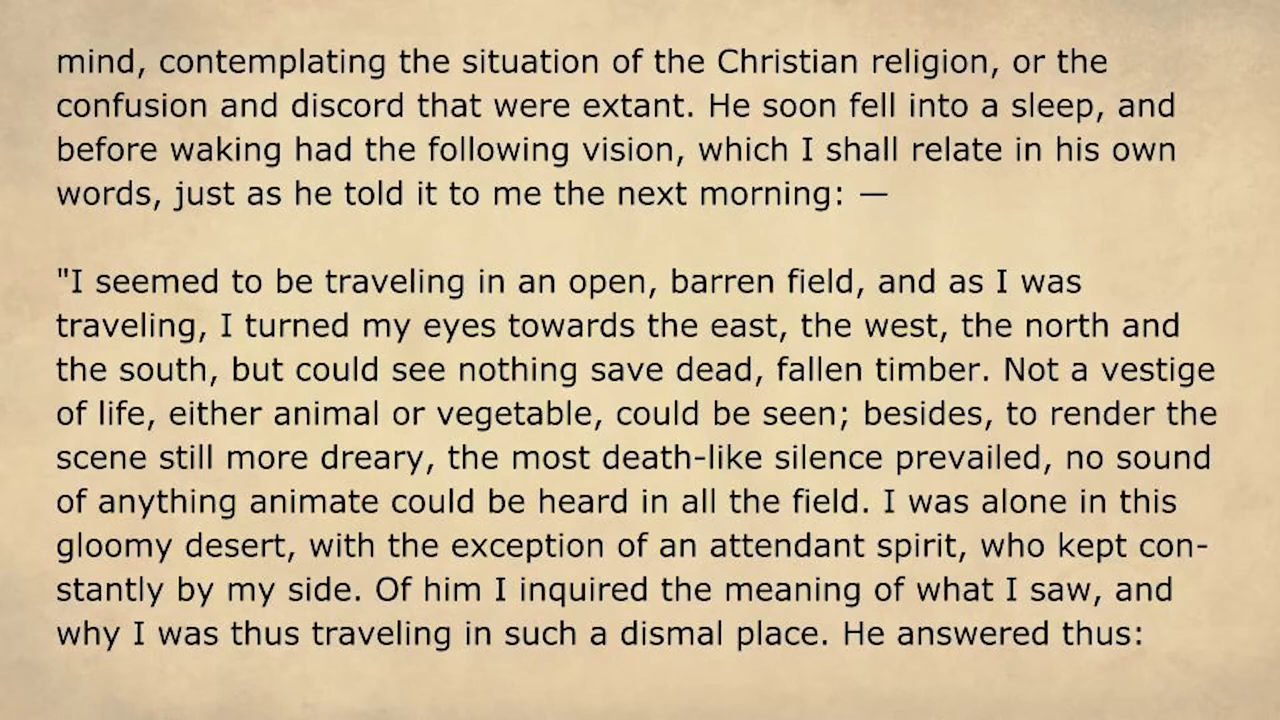 mind, contemplating the situation of the Christian religion, or the
confusion and discord that were extant. He soon fell into a sleep, and
before waking had the following vision, which I shall relate in his own
words, just as he told it to me the next morning: —
"I seemed to be traveling in an open, barren field, and as I was
traveling, I turned my eyes towards the east, the west, the north and
the south, but could see nothing save dead, fallen timber. Not a vestige
of life, either animal or vegetable, could be seen; besides, to render the
scene still more dreary, the most death-like silence prevailed, no sound
of anything animate could be heard in all the field. I was alone in this
gloomy desert, with the exception of an attendant spirit, who kept con-
stantly by my side. Of him I inquired the meaning of what I saw, and
why I was thus traveling in such a dismal place. He answered thus: